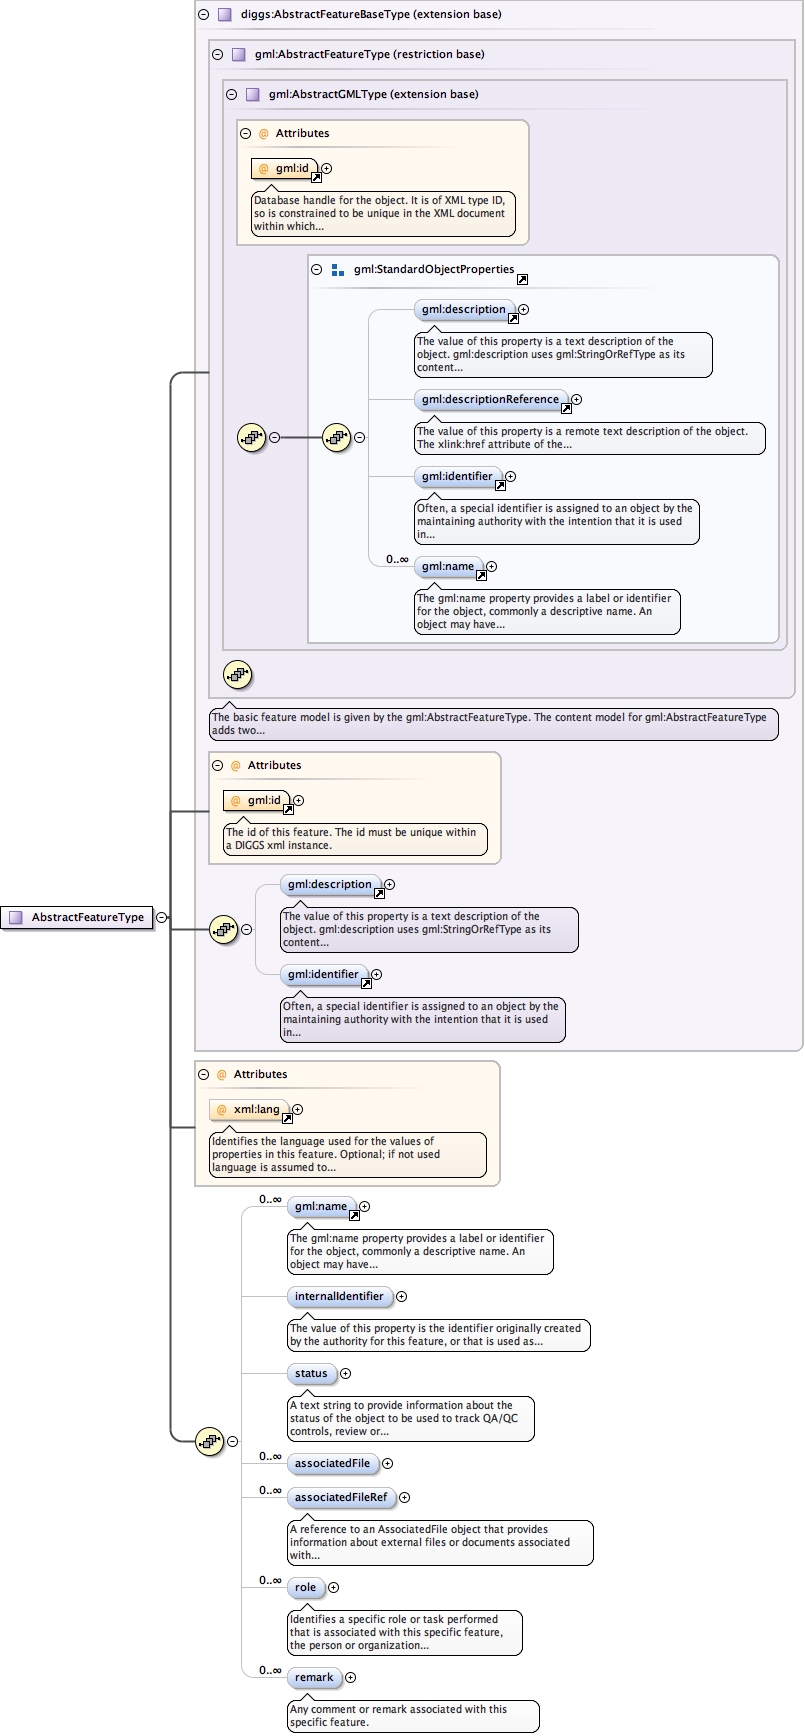 diggs:AbstractFeatureBaseType (extension base)
gml:AbstractFeatureType (restriction base)
gml:AbstractGMLType (extension base)
@ Attributes
@ gml:id
Database handle for the object. It is of XML type ID,
so is constrained to be unique in the XML document
within which...
gml:StandardObjectProperties
gml:description
The value of this property is a text description of the
object. gml:description uses gml:StringOrRefType as its
content...
gml:descriptionReference
The value of this property is a remote text description of the object.
The xlink:href attribute of the...
gml:identifier
Often, a special identifier is assigned to an object by the
maintaining authority with the intention that it is used
in...
0..∞
gml:name
The gml:name property provides a label or identifier
for the object, commonly a descriptive name. An
object may have...
The basic feature model is given by the gml:AbstractFeatureType. The content model for gml:AbstractFeatureType
adds two...
@ Attributes
@ gml:id
The id of this feature. The id must be unique within
a DIGGS xml instance.
gml:description
AbstractFeatureType
The value of this property is a text description of the
object. gml:description uses gml:StringOrRefType as its
content...
gml:identifier
Often, a special identifier is assigned to an object by the
maintaining authority with the intention that it is used
in...
@ Attributes
@ xml:lang
Identifies the language used for the values of
properties in this feature. Optional; if not used
language is assumed to...
0..∞
gml:name
The gml:name property provides a label or identifier
for the object, commonly a descriptive name. An
object may have...
internalIdentifier
The value of this property is the identifier originally created
by the authority for this feature, or that is used as...
status
A text string to provide information about the
status of the object to be used to track QA/QC
controls, review or...
0..∞
associatedFile
0..∞
associatedFileRef
A reference to an AssociatedFile object that provides
information about external files or documents associated
with...
0..∞
role
Identifies a specific role or task performed
that is associated with this specific feature,
the person or organization...
0..∞
remark
Any comment or remark associated with this
specific feature.